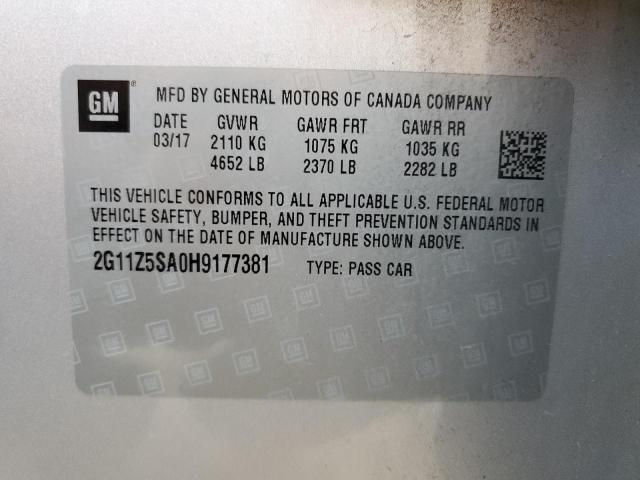 GM
MFD BY GENERAL MOTORS OF CANADA COMPANY
DATE GVWR GAWR FRT GAWR RR
03/17 2110 KG 1075 KG 1035 KG
4652 LB 2370 LB 2282 LB
THIS VEHICLE CONFORMS TO ALL APPLICABLE U.S. FEDERAL MOTOR
VEHICLE SAFETY, BUMPER, AND THEFT PREVENTION STANDARDS IN
EFFECT ON THE DATE OF MANUFACTURE SHOWN ABOVE.
2G11Z5SA0H9177381 TYPE: PASS CAR